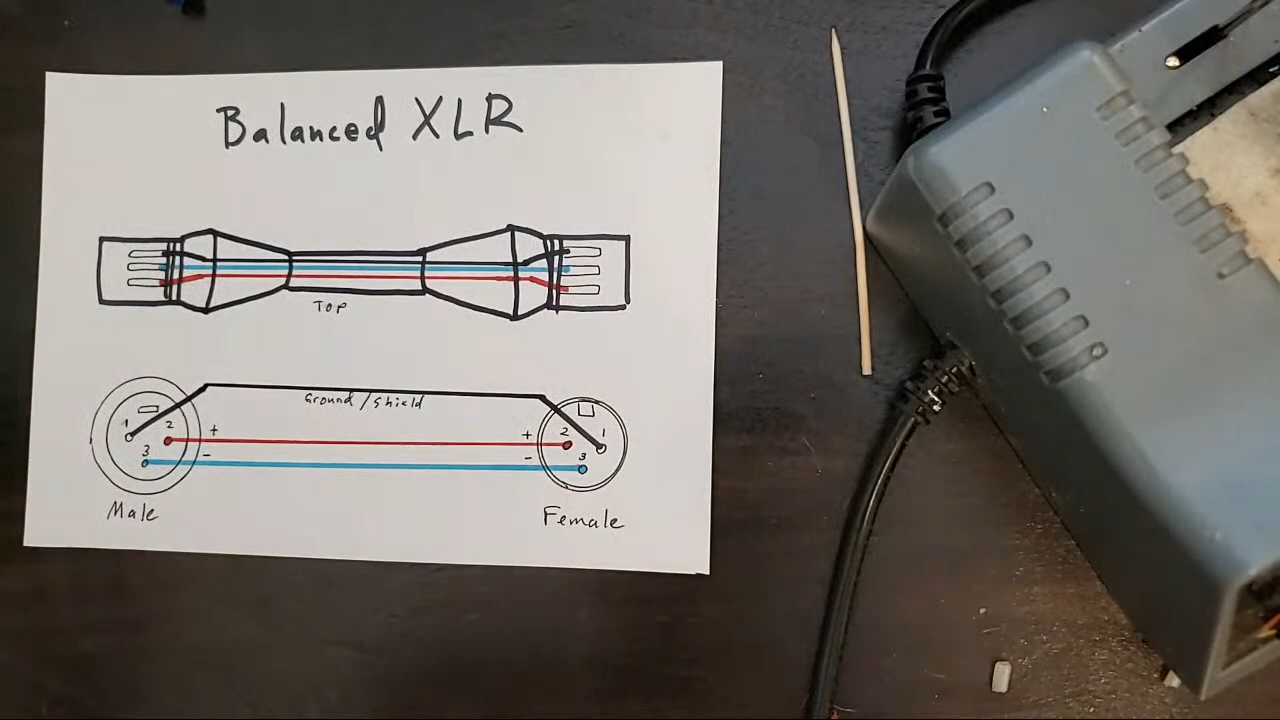 Balanced XLR
Top
Ground/Shield
1 2 + + 2 1
3 - - 3
Male Female